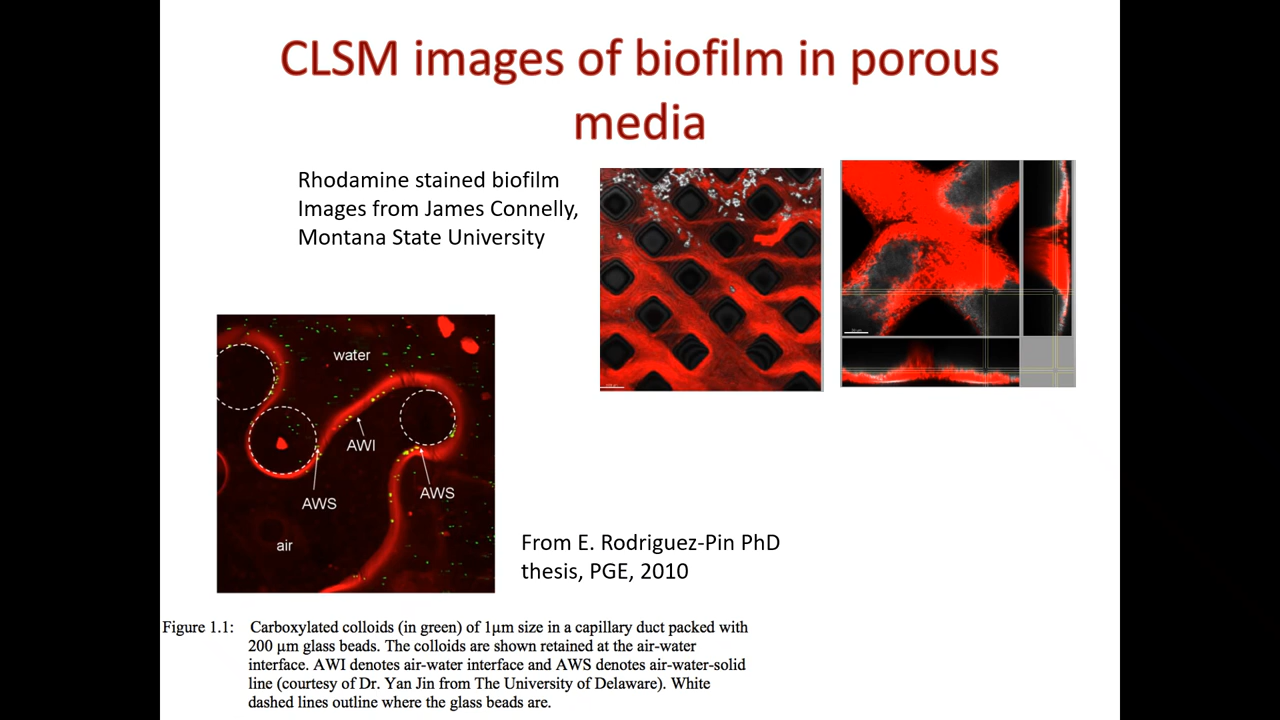 CLSM images of biofilm in porous
media
Rhodamine stained biofilm
Images from James Connelly,
Montana State University
water
AWI
AWS
AWS
air
From E. Rodriguez-Pin PhD
thesis, PGE, 2010
Figure 1.1: Carboxylated colloids (in green) of 1μm size in a capillary duct packed with
200 μm glass beads. The colloids are shown retained at the air-water
interface. AWI denotes air-water interface and AWS denotes air-water-solid
line (courtesy of Dr. Yan Jin from The University of Delaware). White
dashed lines outline where the glass beads are.